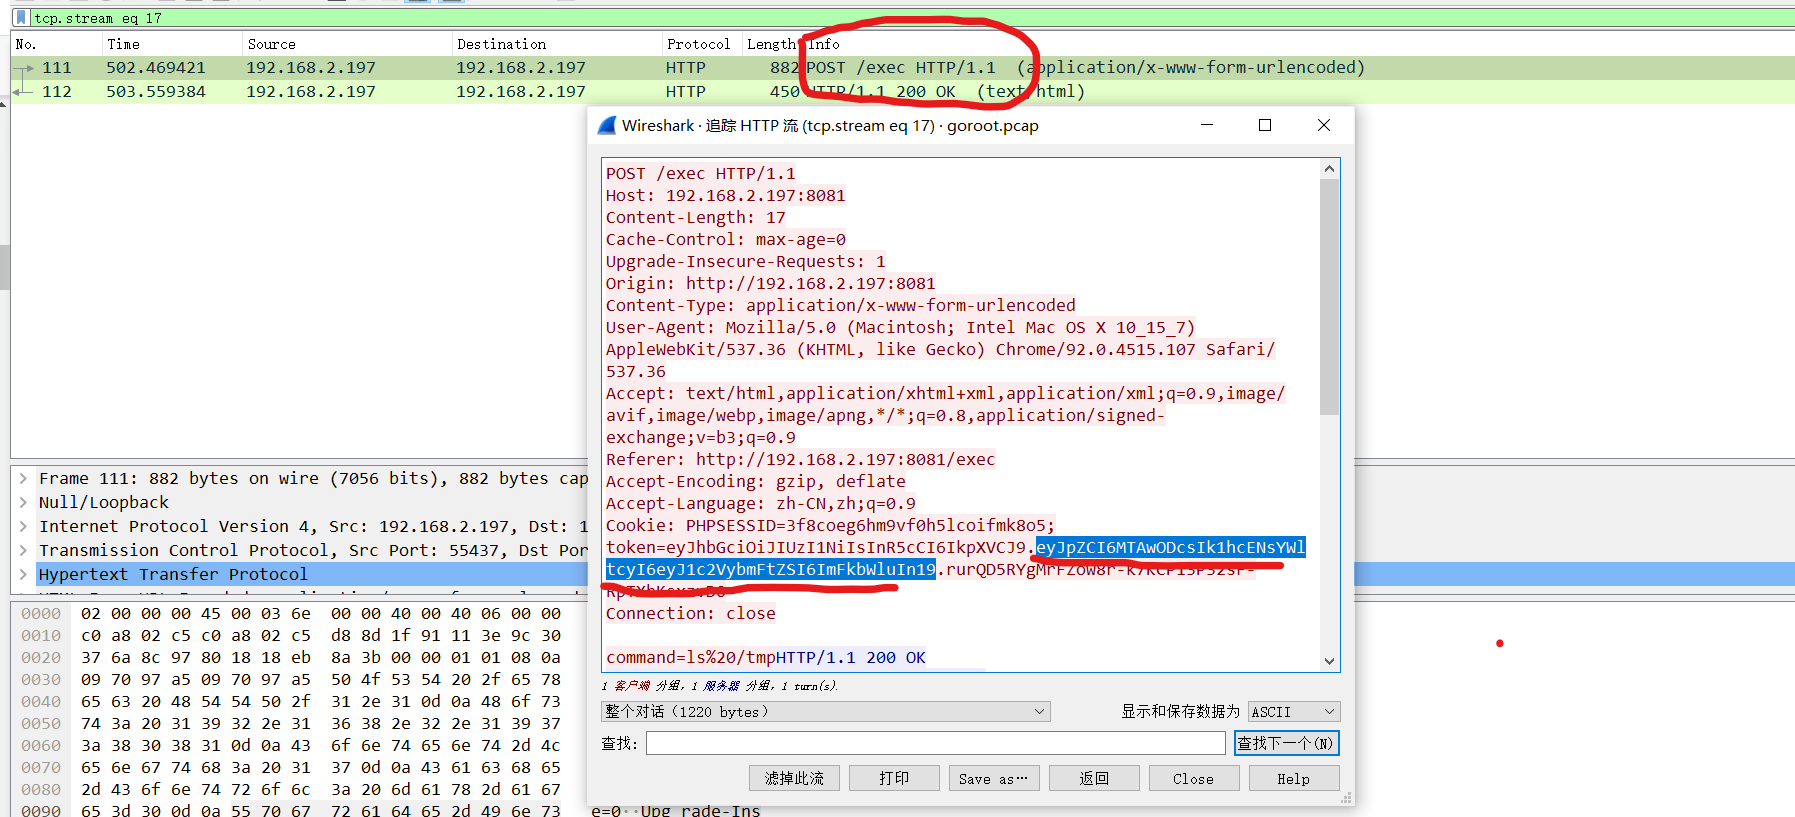 tcp.stream eq 17
No. Time Source Destination Protocol Length Info
111 502.469421 192.168.2.197 192.168.2.197 HTTP 882 POST /exec HTTP/1.1 (application/x-www-form-urlencoded)
112 503.559384 192.168.2.197 192.168.2.197 HTTP 450 HTTP/1.1 200 OK (text/html)
Wireshark · 追踪 HTTP 流 (tcp.stream eq 17) · goroot.pcap
POST /exec HTTP/1.1
Host: 192.168.2.197:8081
Content-Length: 17
Cache-Control: max-age=0
Upgrade-Insecure-Requests: 1
Origin: http://192.168.2.197:8081
Content-Type: application/x-www-form-urlencoded
User-Agent: Mozilla/5.0 (Macintosh; Intel Mac OS X 10_15_7)
AppleWebKit/537.36 (KHTML, like Gecko) Chrome/92.0.4515.107 Safari/
537.36
Accept: text/html,application/xhtml+xml,application/xml;q=0.9,image/
avif,image/webp,image/apng,*/*;q=0.8,application/signed-
exchange;v=b3;q=0.9
Referer: http://192.168.2.197:8081/exec
Accept-Encoding: gzip, deflate
Accept-Language: zh-CN,zh;q=0.9
Cookie: PHPSESSID=3f8coeg6hm9vf0h5lcoifmk8o5;
token=eyJhbGciOiJIUzI1NiIsInR5cCI6IkpXVCJ9.eyJpZCI6MTAwODcsIk1hcENsYWl
tcyI6eyJ1c2VybmFtZSI6ImFkbWluIn19.
Connection: close
command=ls%20/tmpHTTP/1.1 200 OK
1 客户端 分组, 1 服务器 分组, 1 turn(s).
整个对话 (1220 bytes) 显示和保存数据为 ASCII
查找: 查找下一个(N)
滤掉此流 打印 Save as… 返回 Close Help
Frame 111: 882 bytes on wire (7056 bits), 882 bytes cap
Null/Loopback
Internet Protocol Version 4, Src: 192.168.2.197, Dst: 1
Transmission Control Protocol, Src Port: 55437, Dst Por
Hypertext Transfer Protocol
0000 02 00 00 00 45 00 03 6e 00 00 40 00 40 06 00 00
0010 c0 a8 02 c5 c0 a8 02 c5 d8 8d 1f 91 11 3e 9c 30
0020 37 6a 8c 97 80 18 18 eb 8a 3b 00 00 01 01 08 0a
0030 09 70 97 a5 09 70 97 a5 50 4f 53 54 20 2f 65 78
0040 65 63 20 48 54 54 50 2f 31 2e 31 0d 0a 48 6f 73
0050 74 3a 20 31 39 32 2e 31 36 38 2e 32 2e 31 39 37
0060 3a 38 30 38 31 0d 0a 43 6f 6e 74 65 6e 74 2d 4c
0070 65 6e 67 74 68 3a 20 31 37 0d 0a 43 61 63 68 65
0080 2d 43 6f 6e 74 72 6f 6c 3a 20 6d 61 78 2d 61 67
0090 65 3d 30 0d 0a 55 70 67 72 61 64 65 2d 49 6e 73 e=0··Upg rade-Ins